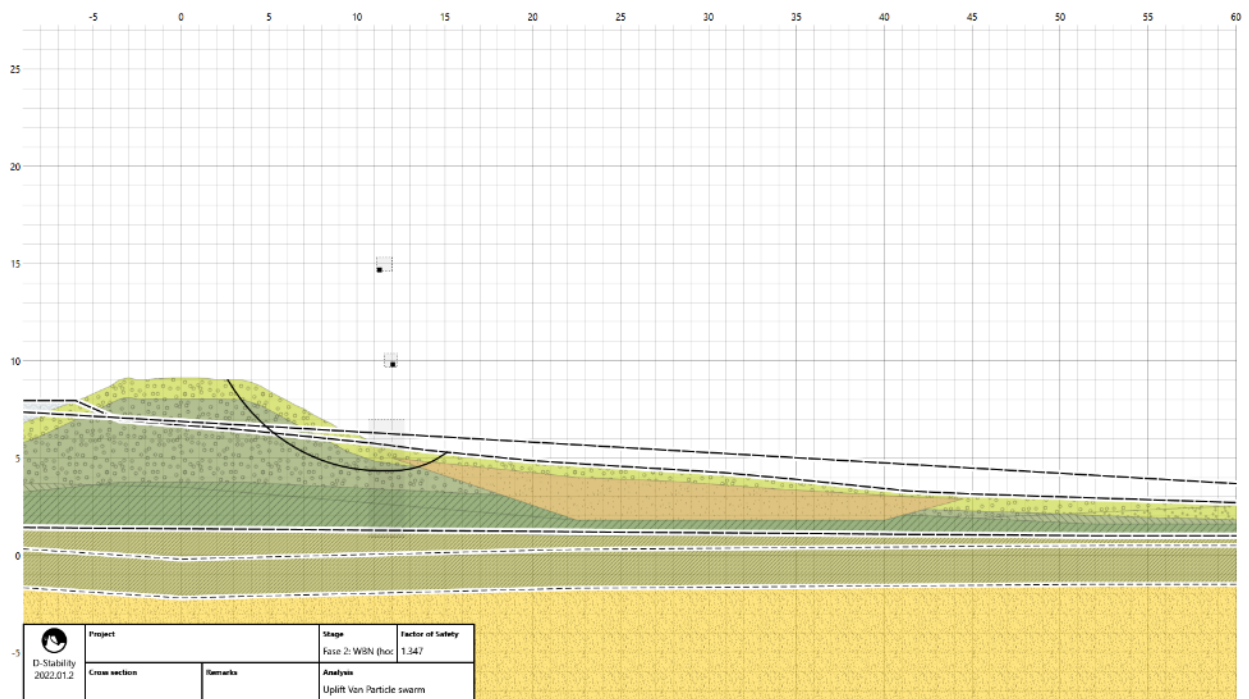 -5 0 5 10 15 20 25 30 35 40 45 50 55 60
25
20
15
10
5
0
-5
D-Stability
2022.01.2
Project
Stage
Fase 2: WBN (hoc
Factor of Safety
1.347
Cross section
Remarks
Analysis
Uplift Van Particle swarm